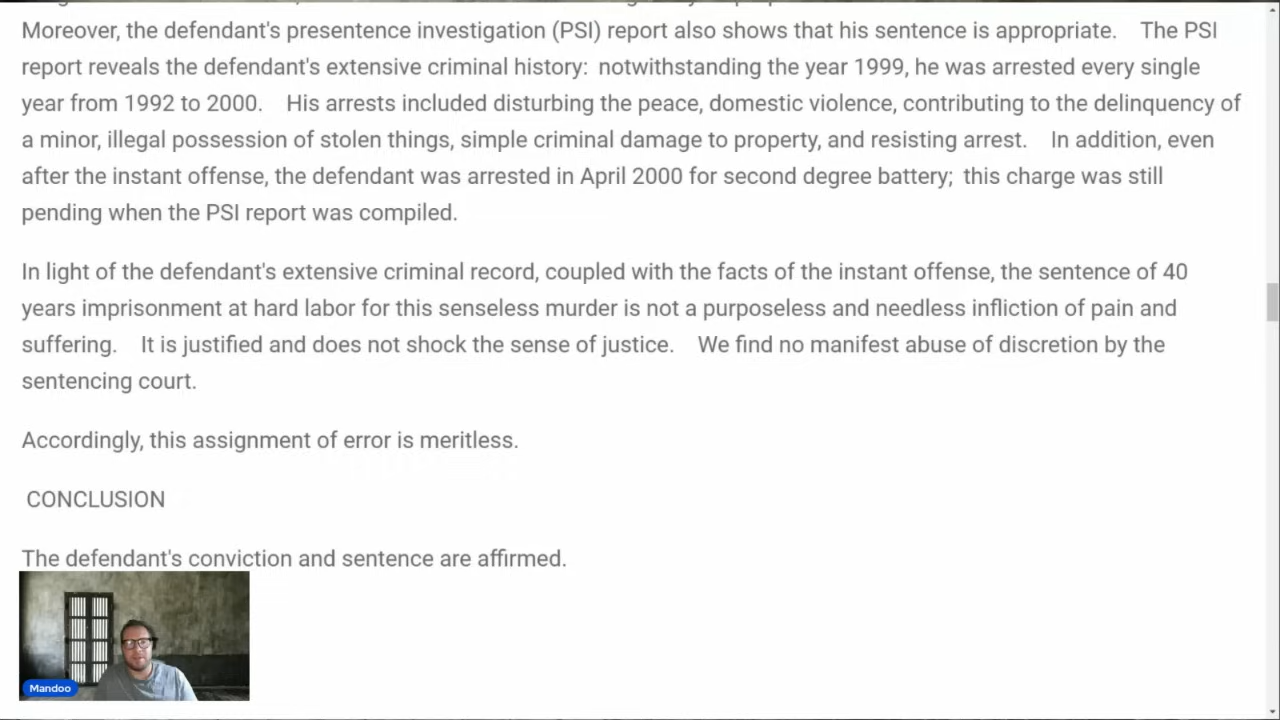 Moreover, the defendant's presentence investigation (PSI) report also shows that his sentence is appropriate. The PSI
report reveals the defendant's extensive criminal history: notwithstanding the year 1999, he was arrested every single
year from 1992 to 2000. His arrests included disturbing the peace, domestic violence, contributing to the delinquency of
a minor, illegal possession of stolen things, simple criminal damage to property, and resisting arrest. In addition, even
after the instant offense, the defendant was arrested in April 2000 for second degree battery; this charge was still
pending when the PSI report was compiled.
In light of the defendant's extensive criminal record, coupled with the facts of the instant offense, the sentence of 40
years imprisonment at hard labor for this senseless murder is not a purposeless and needless infliction of pain and
suffering. It is justified and does not shock the sense of justice. We find no manifest abuse of discretion by the
sentencing court.
Accordingly, this assignment of error is meritless.
CONCLUSION
The defendant's conviction and sentence are affirmed.
Mandoo